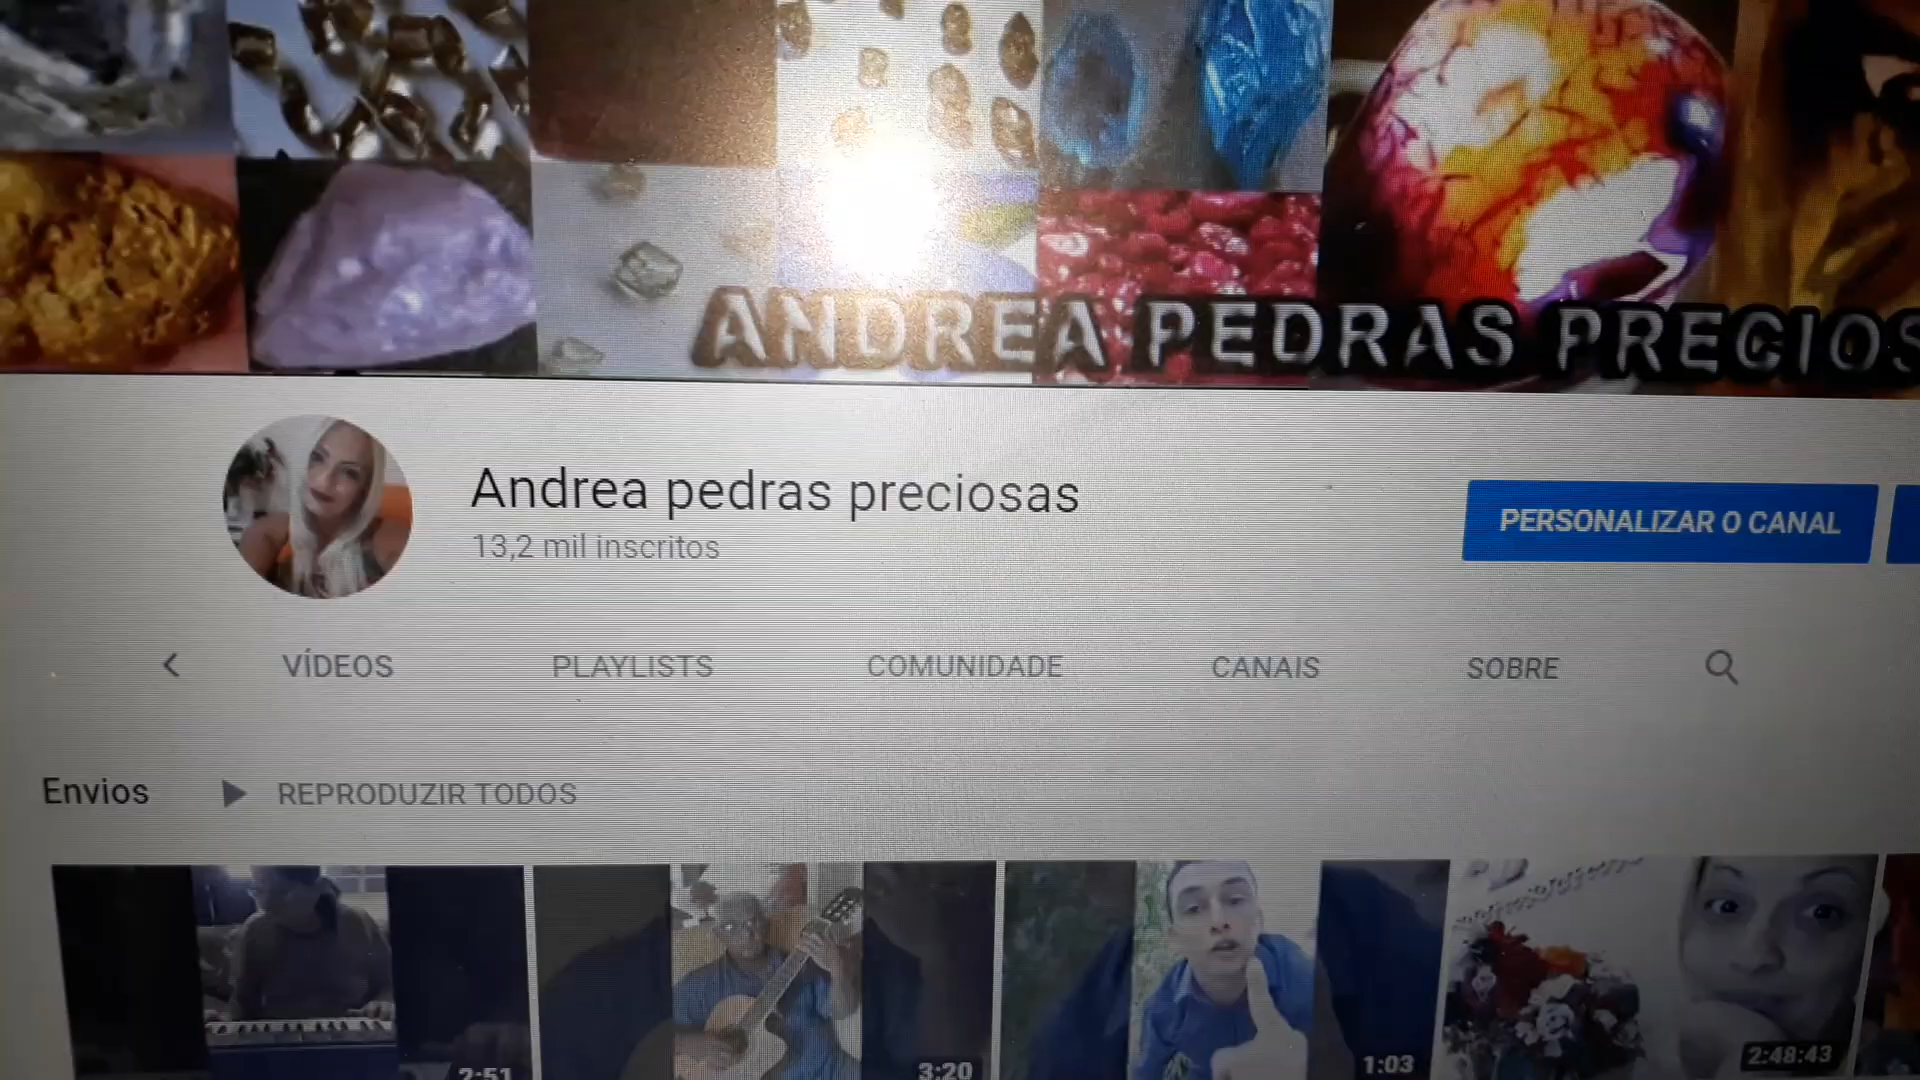 ANDREA PEDRAS PRECIOS
Andrea pedras preciosas
13,2 mil inscritos
PERSONALIZAR O CANAL
VÍDEOS PLAYLISTS COMUNIDADE CANAIS SOBRE
Envios REPRODUZIR TODOS
2:51 3:20 1:03 2:48:43